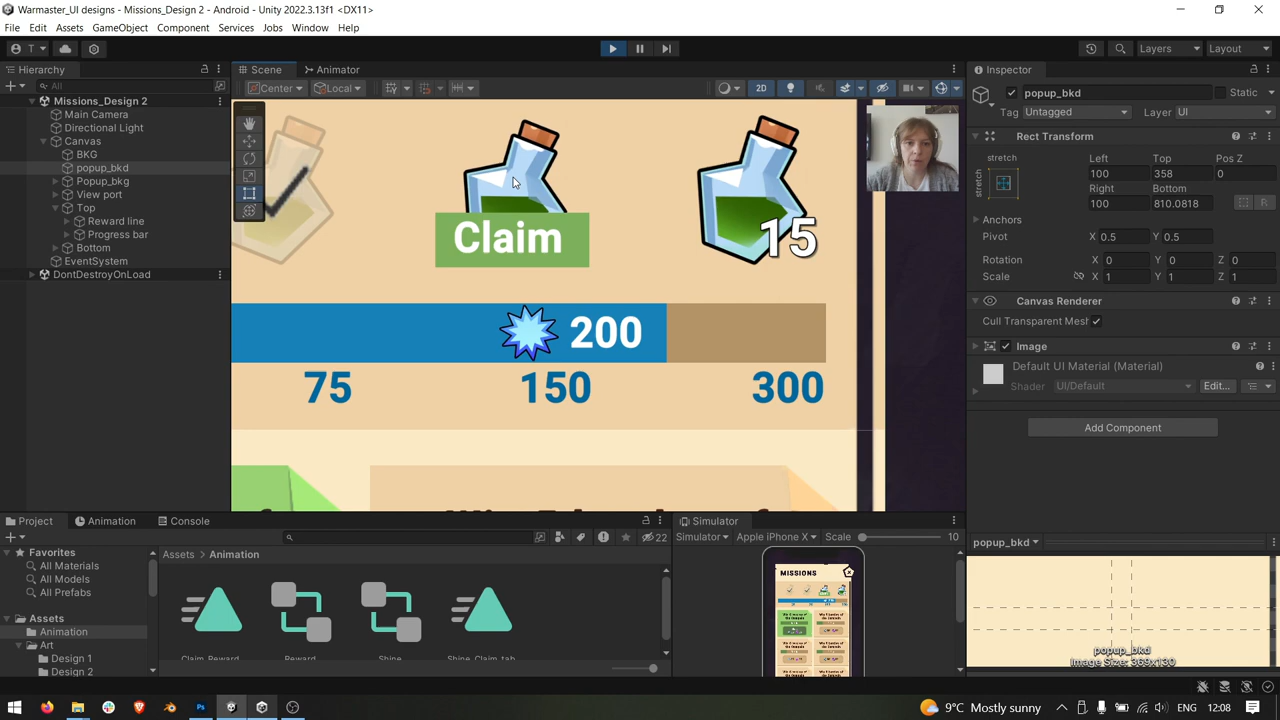 Warmaster_UI designs - Missions_Design 2 - Android - Unity 2022.3.13f1 <DX11>
File Edit Assets GameObject Component Services Jobs Window Help
T Layers Layout
Hierarchy
All
Missions_Design 2
Main Camera
Directional Light
Canvas
BKG
popup_bkd
Popup_bkg
View port
Top
Reward line
Progress bar
Bottom
EventSystem
DontDestroyOnLoad
Scene Animator
Center Local 2D
Claim
15
200
75 150 300
Inspector
popup_bkd Static
Tag Untagged Layer UI
Rect Transform
stretch Left Top Pos Z
stretch 100 358 0
Right Bottom
100 810.0818 R
Anchors
Pivot X 0.5 Y 0.5
Rotation X 0 Y 0 Z 0
Scale X 1 Y 1 Z 1
Canvas Renderer
Cull Transparent Mesh
Image
Default UI Material (Material)
Shader UI/Default Edit...
Add Component
Project Animation Console
22
Favorites
All Materials
All Models
All Prefabs
Assets
Animation
Art
Design 1
Design 2
Assets > Animation
Claim_Reward Reward Shine Shine_Claim_tab
Simulator
Simulator Apple iPhone X Scale 10
MISSIONS
popup_bkd
popup_bkd
9°C Mostly sunny ENG 12:08